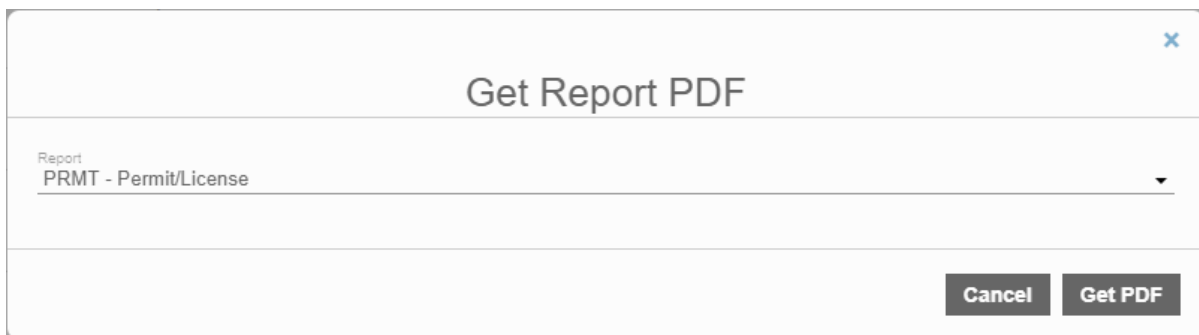 ×
Get Report PDF
Report
PRMT - Permit/License
Cancel Get PDF